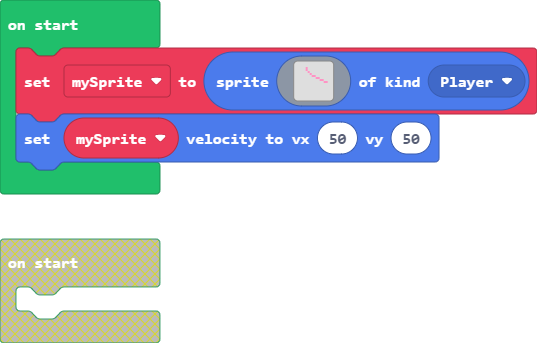 on start
set mySprite to sprite of kind Player
set mySprite velocity to vx 50 vy 50
on start